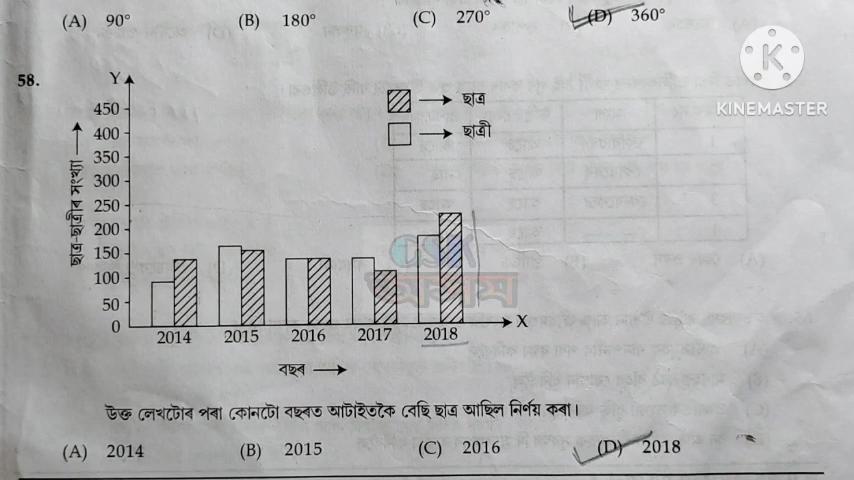 (A) 90° (B) 180° (C) 270° (D) 360°
KINEMASTER
58.
Y
ছাত্ৰ
ছাত্ৰী
ছাত্ৰ-ছাত্ৰীৰ সংখ্যা
450
400
350
300
250
200
150
100
50
0
X
2014 2015 2016 2017 2018
বছৰ
উক্ত লেখটোৰ পৰা কোনটো বছৰত আটাইতকৈ বেছি ছাত্ৰ আছিল নিৰ্ণয় কৰা।
(A) 2014 (B) 2015 (C) 2016 (D) 2018